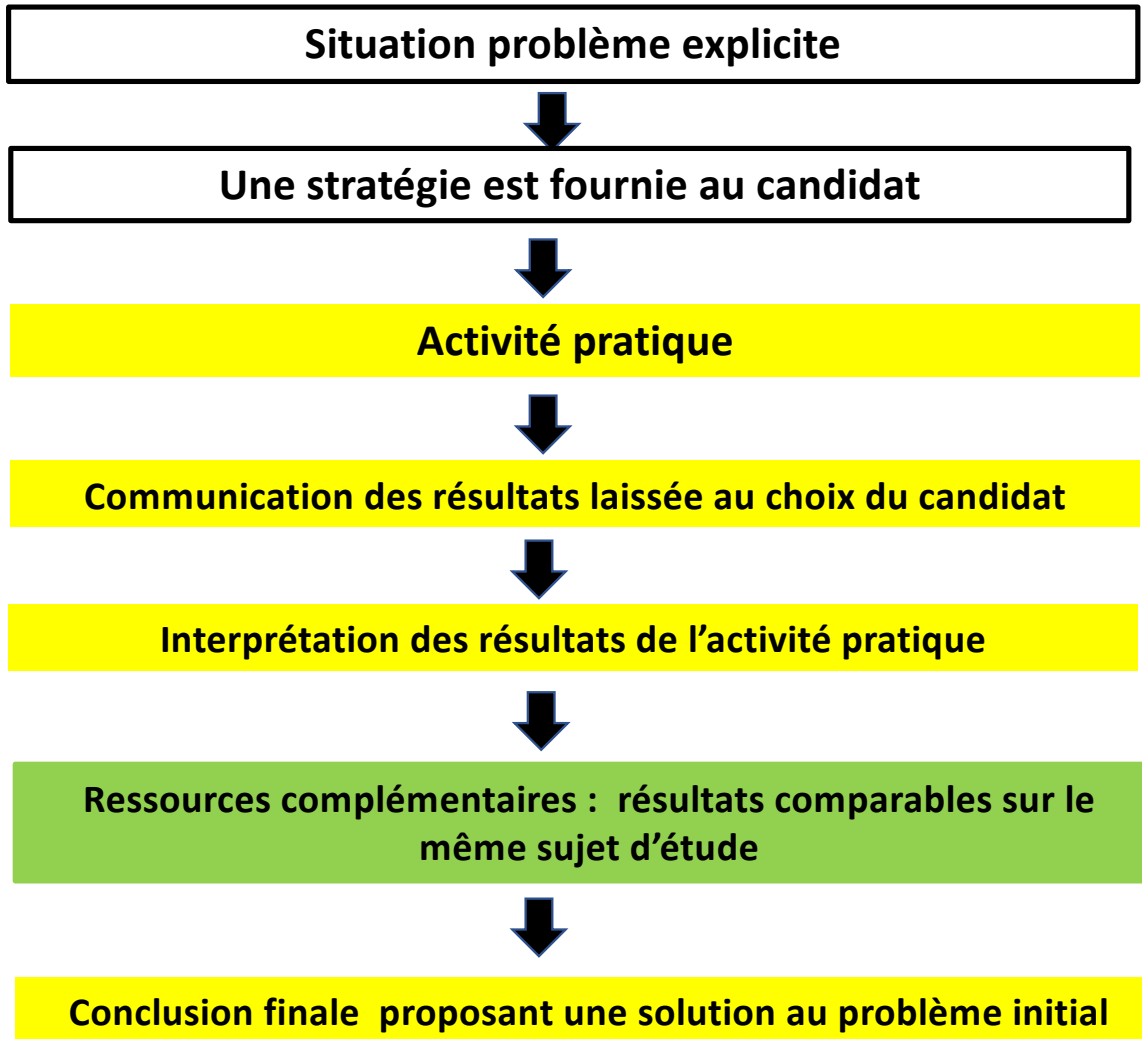 Situation problème explicite
Une stratégie est fournie au candidat
Activité pratique
Communication des résultats laissée au choix du candidat
Interprétation des résultats de l’activité pratique
Ressources complémentaires : résultats comparables sur le
même sujet d’étude
Conclusion finale proposant une solution au problème initial